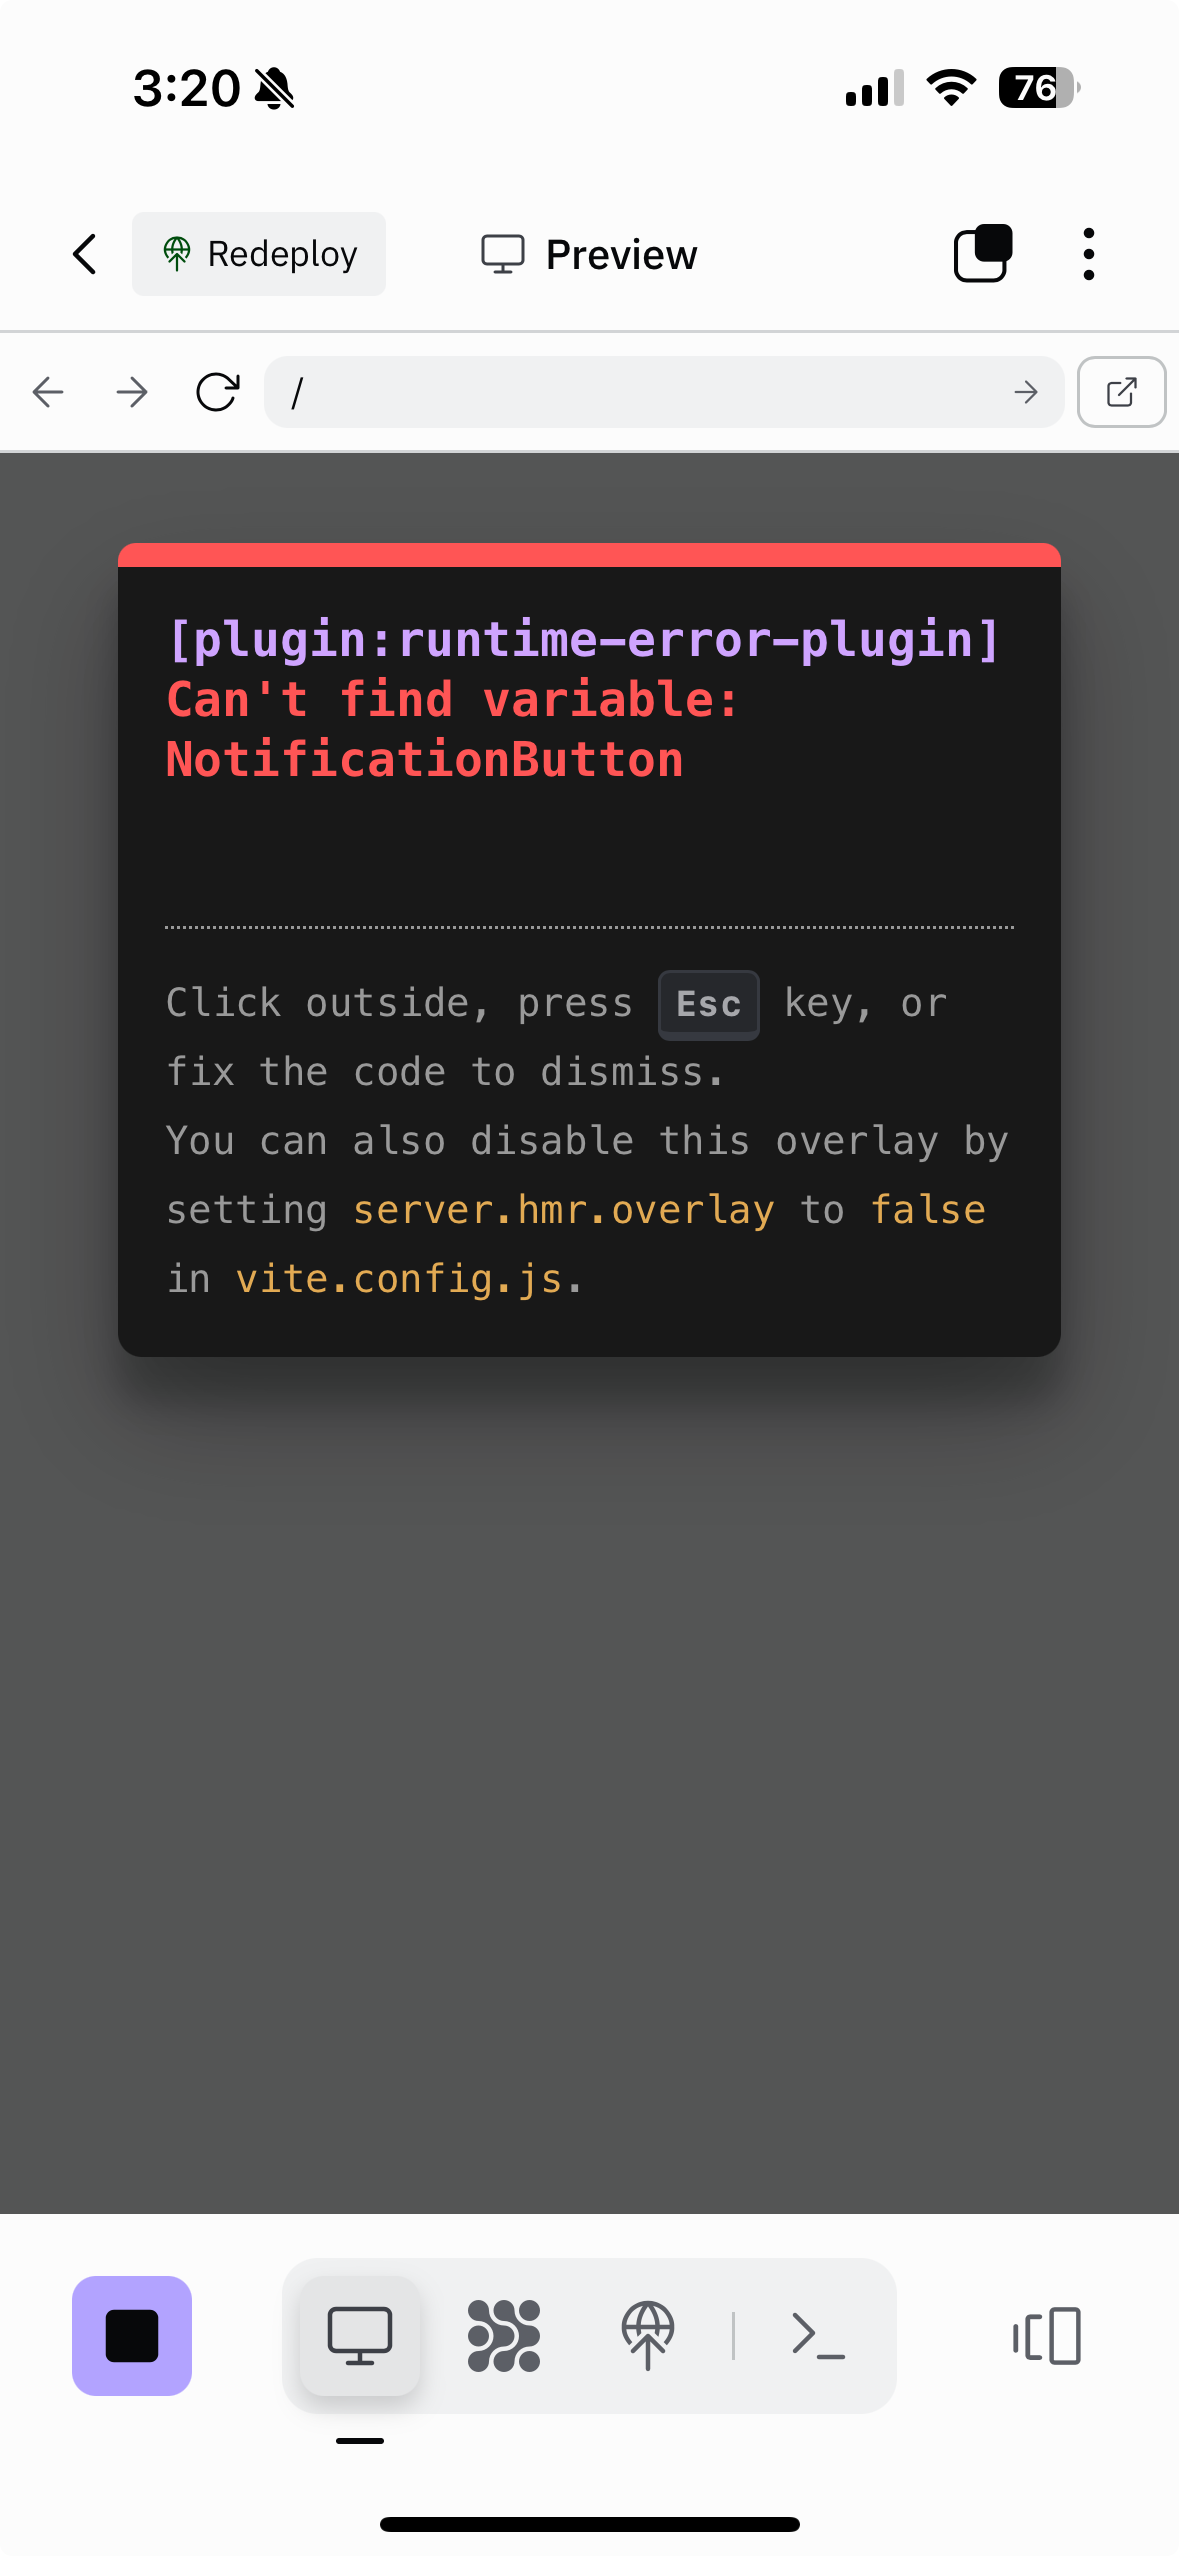 3:20
76
Redeploy
Preview
/
[plugin:runtime-error-plugin]
Can't find variable:
NotificationButton
Click outside, press Esc key, or
fix the code to dismiss.
You can also disable this overlay by
setting server.hmr.overlay to false
in vite.config.js.